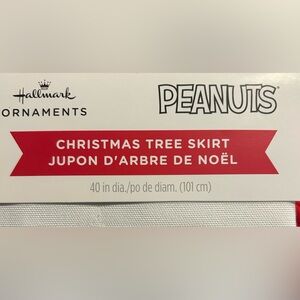 Hallmark
ORNAMENTS
PEANUTS
CHRISTMAS TREE SKIRT
JUPON D'ARBRE DE NOËL
40 in dia./po de diam. (101 cm)